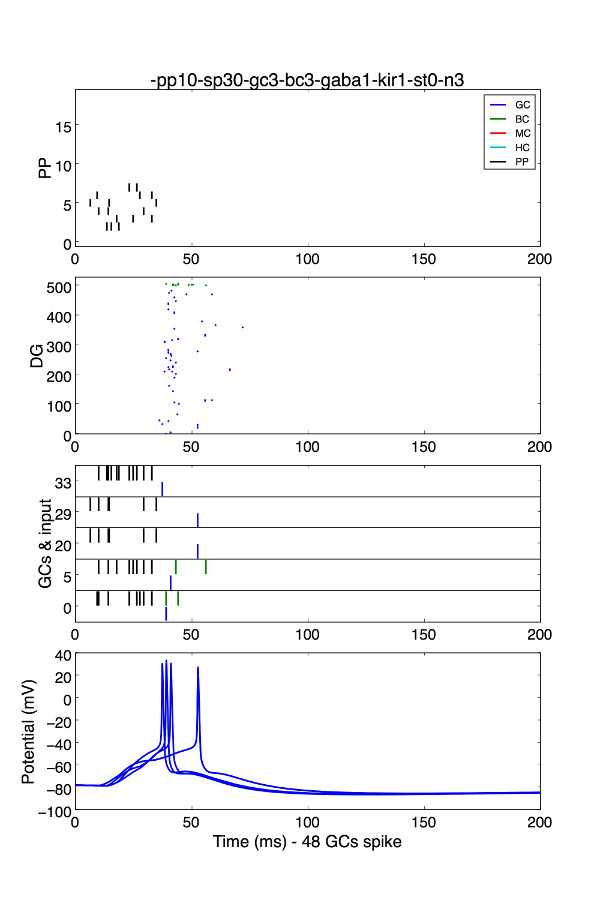 -pp10-sp30-gc3-bc3-gaba1-kir1-st0-n3
GC
BC
MC
HC
PP
PP
15
10
5
0
0 50 100 150 200
DG
500
400
300
200
100
0
0 50 100 150 200
GCs & input
33
29
20
5
0
0 50 100 150 200
Potential (mV)
40
20
0
−20
−40
−60
−80
−100
0 50 100 150 200
Time (ms) - 48 GCs spike